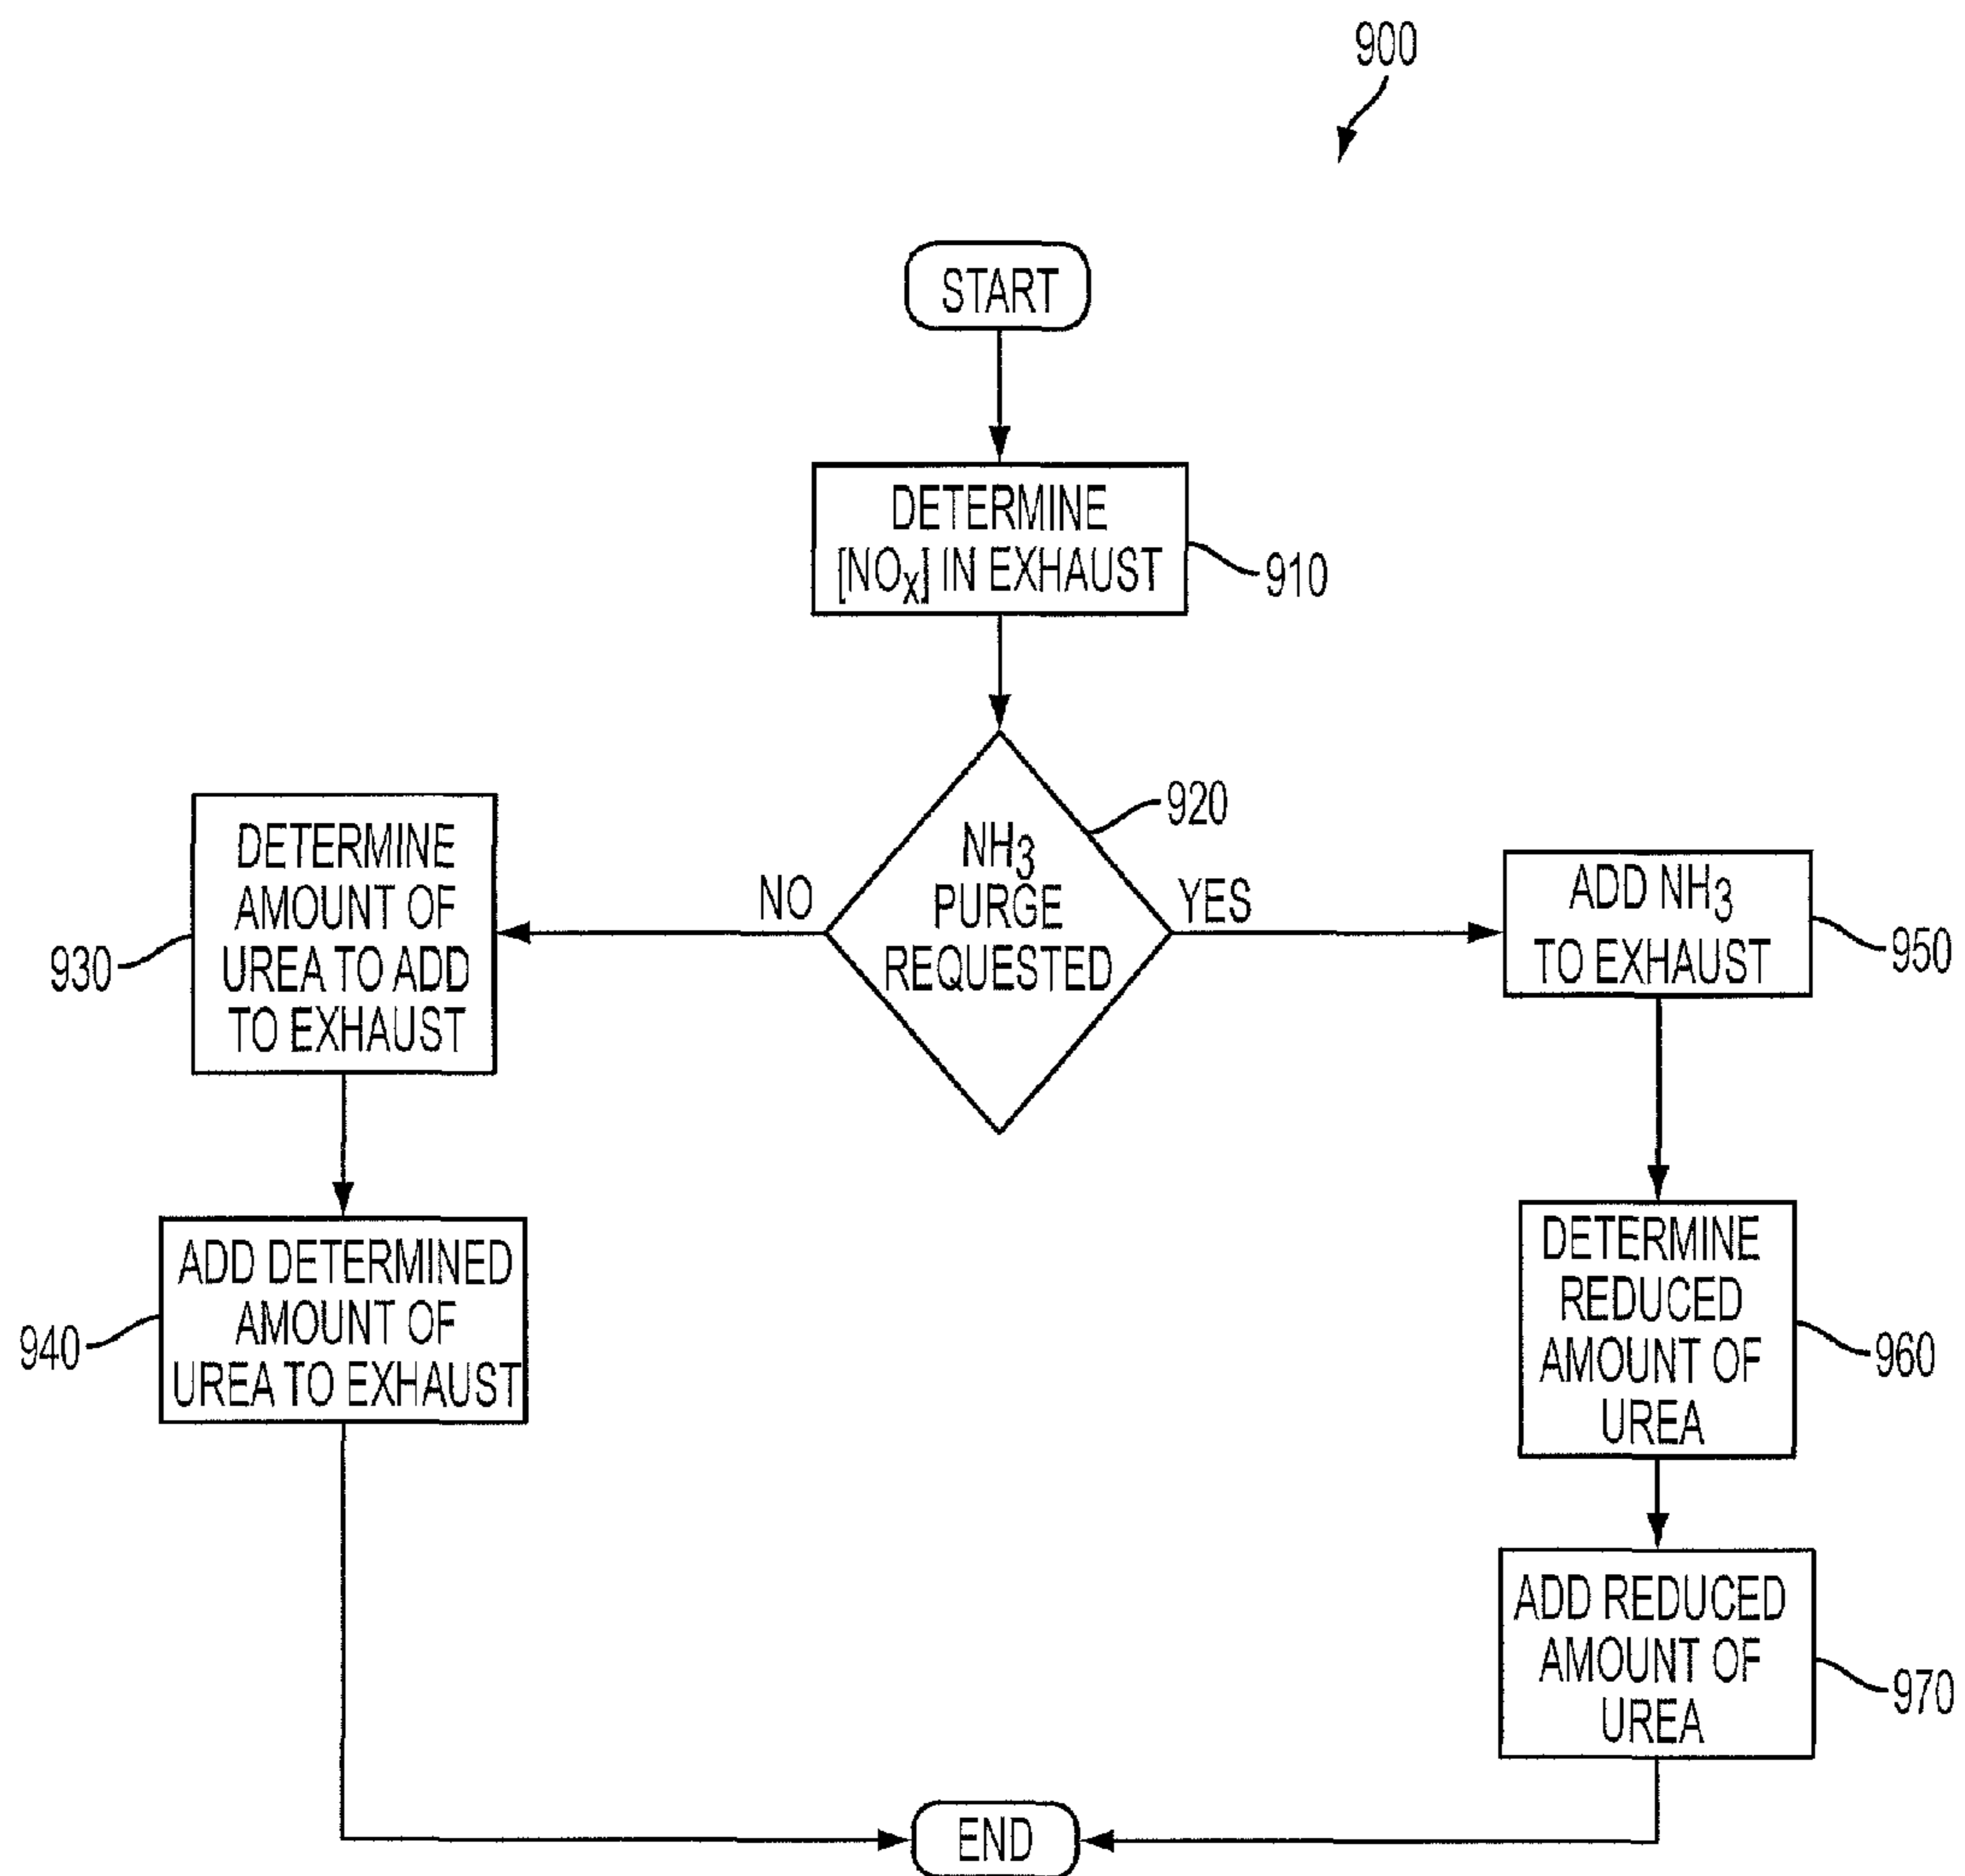 900
START
DETERMINE
[NOX] IN EXHAUST
910
920
NH3
PURGE
REQUESTED
NO
YES
DETERMINE
AMOUNT OF
UREA TO ADD
TO EXHAUST
930
ADD NH3
TO EXHAUST
950
ADD DETERMINED
AMOUNT OF
UREA TO EXHAUST
940
DETERMINE
REDUCED
AMOUNT OF
UREA
960
ADD REDUCED
AMOUNT OF
UREA
970
END